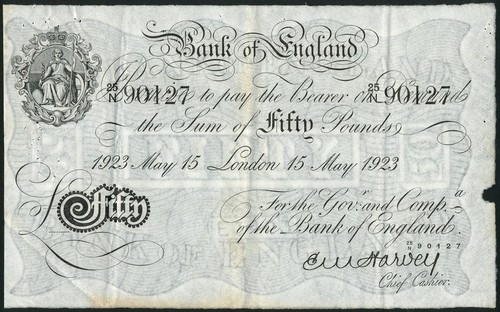 Bank of England
25/N 90127 25/N 90127
Promise to pay the Bearer on Demand
the Sum of Fifty Pounds
1923 May 15 London 15 May 1923
For the Govr. and Compa.
of the Bank of England.
£ Fifty
25/N 90127
E M Harvey
Chief Cashier.